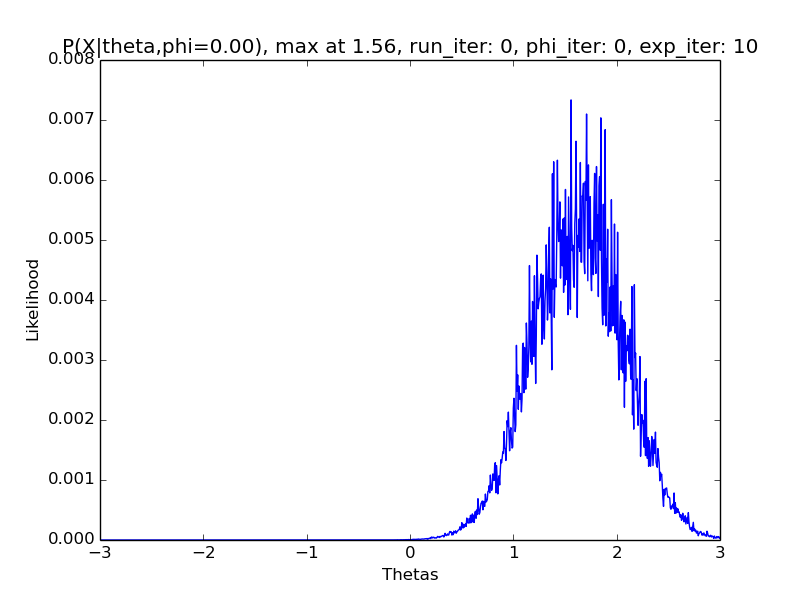 P(X|theta,phi=0.00), max at 1.56, run_iter: 0, phi_iter: 0, exp_iter: 10
0.008
0.007
0.006
0.005
0.004
0.003
0.002
0.001
0.000
Likelihood
−3 −2 −1 0 1 2 3
Thetas